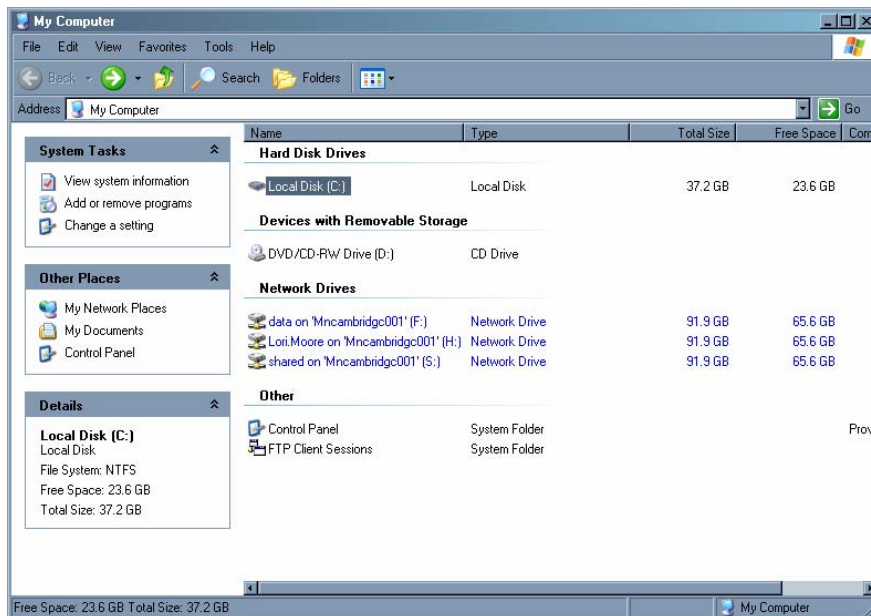 My Computer
File Edit View Favorites Tools Help
Back Search Folders
Address My Computer Go
System Tasks
View system information
Add or remove programs
Change a setting
Other Places
My Network Places
My Documents
Control Panel
Details
Local Disk (C:)
Local Disk
File System: NTFS
Free Space: 23.6 GB
Total Size: 37.2 GB
Name Type Total Size Free Space Com
Hard Disk Drives
Local Disk (C:) Local Disk 37.2 GB 23.6 GB
Devices with Removable Storage
DVD/CD-RW Drive (D:) CD Drive
Network Drives
data on 'Mncambridgc001' (F:) Network Drive 91.9 GB 65.6 GB
Lori.Moore on 'Mncambridgc001' (H:) Network Drive 91.9 GB 65.6 GB
shared on 'Mncambridgc001' (S:) Network Drive 91.9 GB 65.6 GB
Other
Control Panel System Folder Prov
FTP Client Sessions System Folder
Free Space: 23.6 GB Total Size: 37.2 GB My Computer